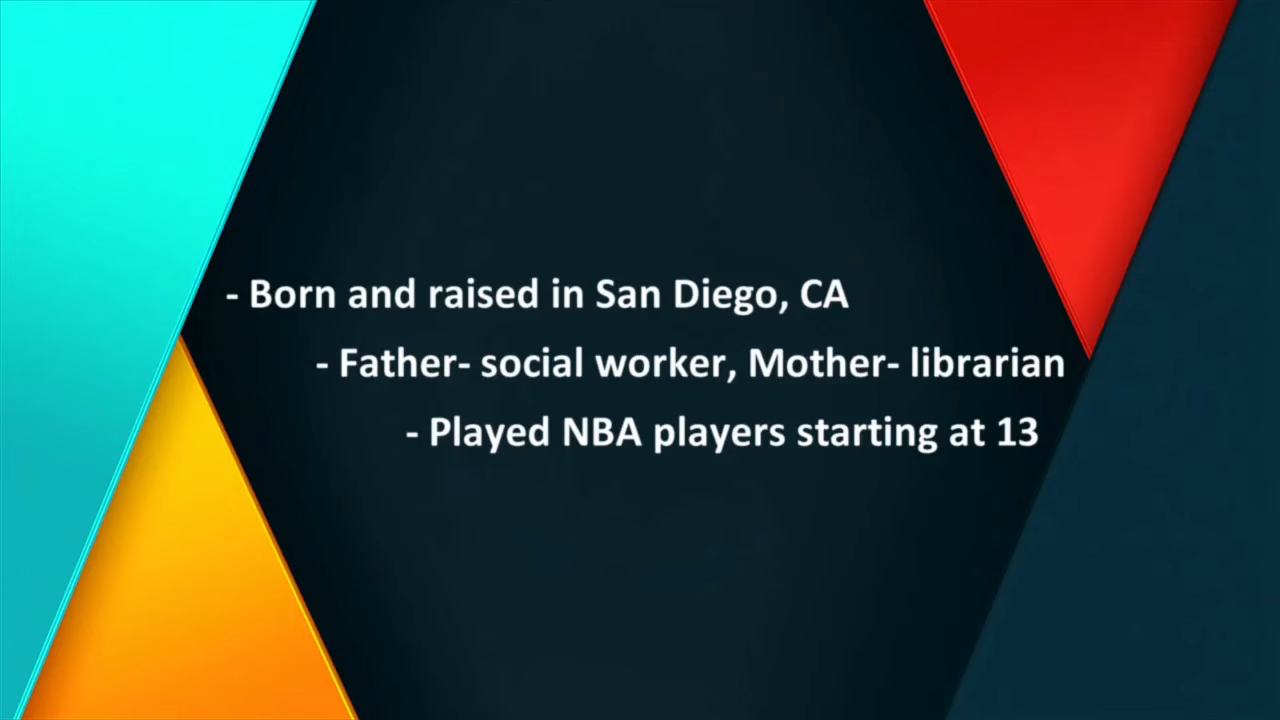 - Born and raised in San Diego, CA
- Father- social worker, Mother- librarian
- Played NBA players starting at 13